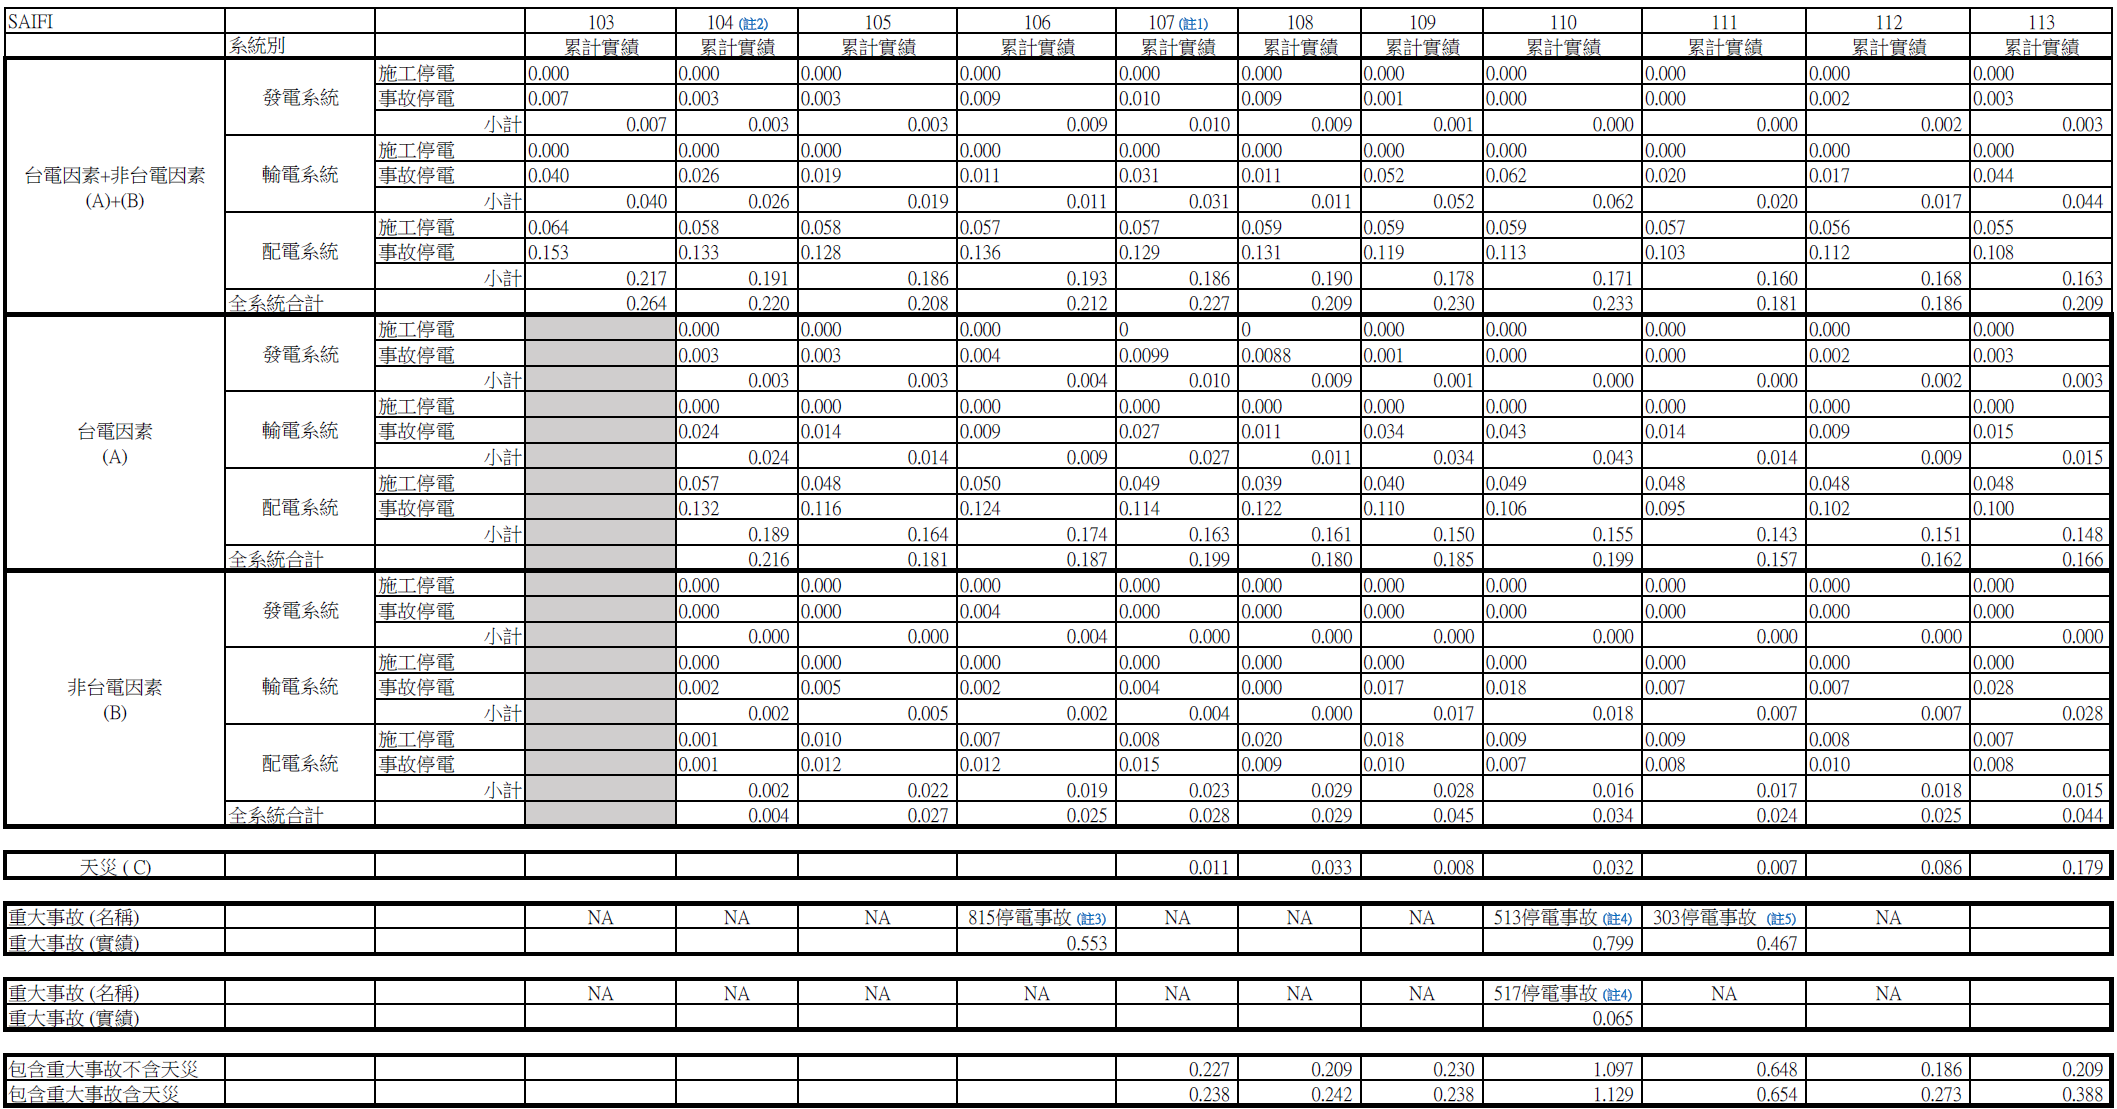 SAIFI 103 104 (註2) 105 106 107 (註1) 108 109 110 111 112 113
系統別 累計實績 累計實績 累計實績 累計實績 累計實績 累計實績 累計實績 累計實績 累計實績 累計實績 累計實績
台電因素+非台電因素
(A)+(B)
發電系統
施工停電 0.000 0.000 0.000 0.000 0.000 0.000 0.000 0.000 0.000 0.000 0.000
事故停電 0.007 0.003 0.003 0.009 0.010 0.009 0.001 0.000 0.000 0.002 0.003
小計 0.007 0.003 0.003 0.009 0.010 0.009 0.001 0.000 0.000 0.002 0.003
輸電系統
施工停電 0.000 0.000 0.000 0.000 0.000 0.000 0.000 0.000 0.000 0.000 0.000
事故停電 0.040 0.026 0.019 0.011 0.031 0.011 0.052 0.062 0.020 0.017 0.044
小計 0.040 0.026 0.019 0.011 0.031 0.011 0.052 0.062 0.020 0.017 0.044
配電系統
施工停電 0.064 0.058 0.058 0.057 0.057 0.059 0.059 0.059 0.057 0.056 0.055
事故停電 0.153 0.133 0.128 0.136 0.129 0.131 0.119 0.113 0.103 0.112 0.108
小計 0.217 0.191 0.186 0.193 0.186 0.190 0.178 0.171 0.160 0.168 0.163
全系統合計 0.264 0.220 0.208 0.212 0.227 0.209 0.230 0.233 0.181 0.186 0.209
台電因素
(A)
發電系統
施工停電 0.000 0.000 0.000 0 0 0.000 0.000 0.000 0.000 0.000
事故停電 0.003 0.003 0.004 0.0099 0.0088 0.001 0.000 0.000 0.002 0.003
小計 0.003 0.003 0.004 0.010 0.009 0.001 0.000 0.000 0.002 0.003
輸電系統
施工停電 0.000 0.000 0.000 0.000 0.000 0.000 0.000 0.000 0.000 0.000
事故停電 0.024 0.014 0.009 0.027 0.011 0.034 0.043 0.014 0.009 0.015
小計 0.024 0.014 0.009 0.027 0.011 0.034 0.043 0.014 0.009 0.015
配電系統
施工停電 0.057 0.048 0.050 0.049 0.039 0.040 0.049 0.048 0.048 0.048
事故停電 0.132 0.116 0.124 0.114 0.122 0.110 0.106 0.095 0.102 0.100
小計 0.189 0.164 0.174 0.163 0.161 0.150 0.155 0.143 0.151 0.148
全系統合計 0.216 0.181 0.187 0.199 0.180 0.185 0.199 0.157 0.162 0.166
非台電因素
(B)
發電系統
施工停電 0.000 0.000 0.000 0.000 0.000 0.000 0.000 0.000 0.000 0.000
事故停電 0.000 0.000 0.004 0.000 0.000 0.000 0.000 0.000 0.000 0.000
小計 0.000 0.000 0.004 0.000 0.000 0.000 0.000 0.000 0.000 0.000
輸電系統
施工停電 0.000 0.000 0.000 0.000 0.000 0.000 0.000 0.000 0.000 0.000
事故停電 0.002 0.005 0.002 0.004 0.000 0.017 0.018 0.007 0.007 0.028
小計 0.002 0.005 0.002 0.004 0.000 0.017 0.018 0.007 0.007 0.028
配電系統
施工停電 0.001 0.010 0.007 0.008 0.020 0.018 0.009 0.009 0.008 0.007
事故停電 0.001 0.012 0.012 0.015 0.009 0.010 0.007 0.008 0.010 0.008
小計 0.002 0.022 0.019 0.023 0.029 0.028 0.016 0.017 0.018 0.015
全系統合計 0.004 0.027 0.025 0.028 0.029 0.045 0.034 0.024 0.025 0.044
天災 ( C) 0.011 0.033 0.008 0.032 0.007 0.086 0.179
重大事故 (名稱) NA NA NA 815停電事故 (註3) NA NA NA 513停電事故 (註4) 303停電事故 (註5) NA
重大事故 (實績) 0.553 0.799 0.467
重大事故 (名稱) NA NA NA NA NA NA NA 517停電事故 (註4) NA NA
重大事故 (實績) 0.065
包含重大事故不含天災 0.227 0.209 0.230 1.097 0.648 0.186 0.209
包含重大事故含天災 0.238 0.242 0.238 1.129 0.654 0.273 0.388